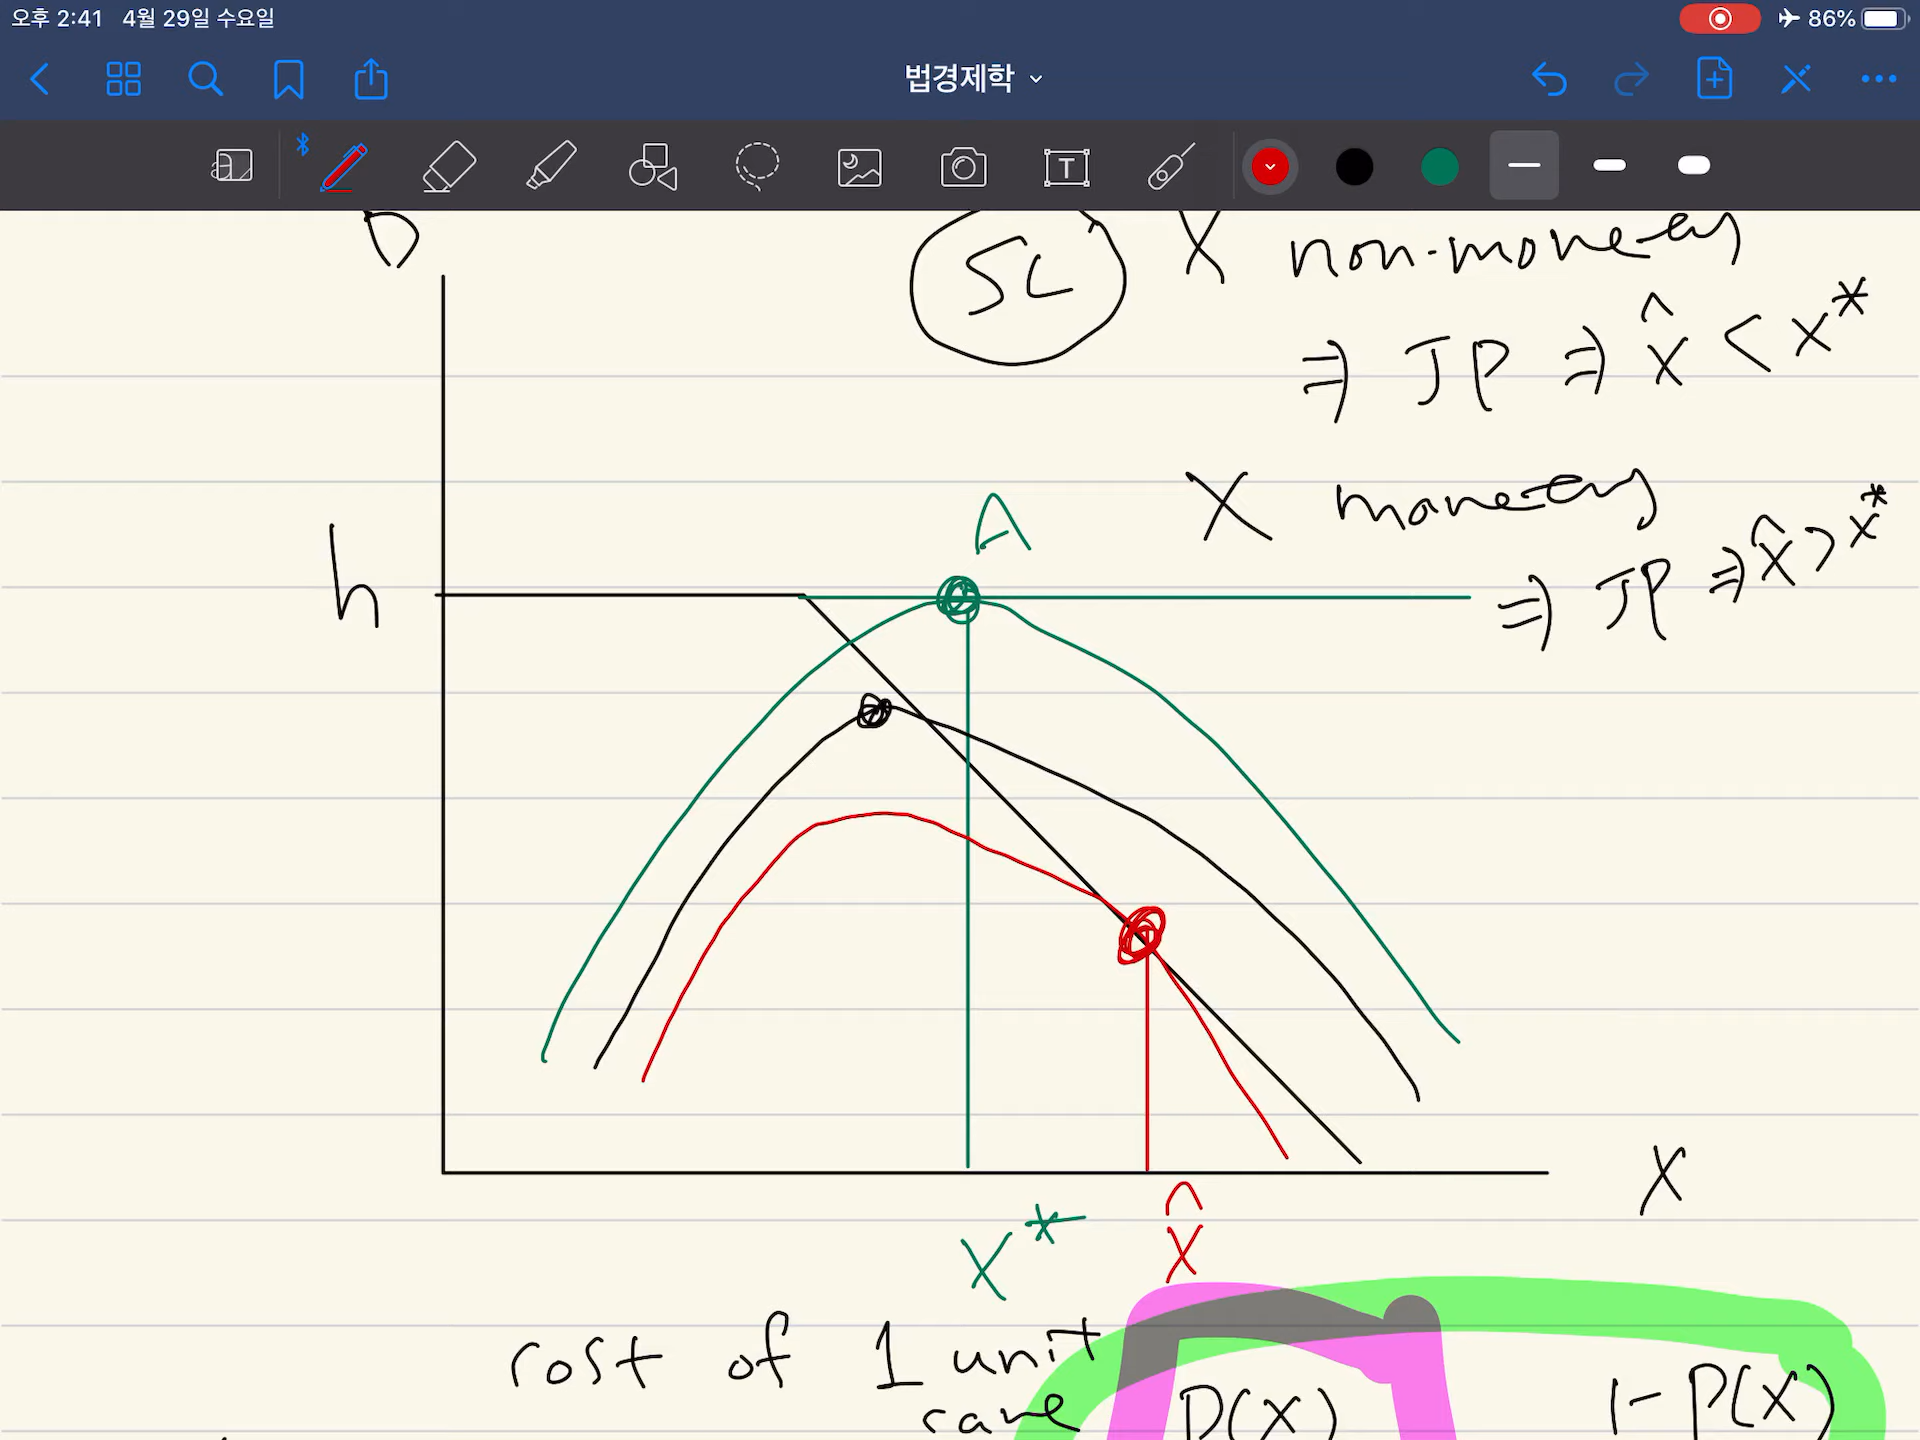 오후 2:41 4월 29일 수요일
86%
법경제학
D
SL
X non-monetary
⇒ JP ⇒ x̂ < x*
X monetary
⇒ JP ⇒ x̂ > x*
A
h
X
X*
X̂
cost of 1 unit
care
P(X)
1-P(X)